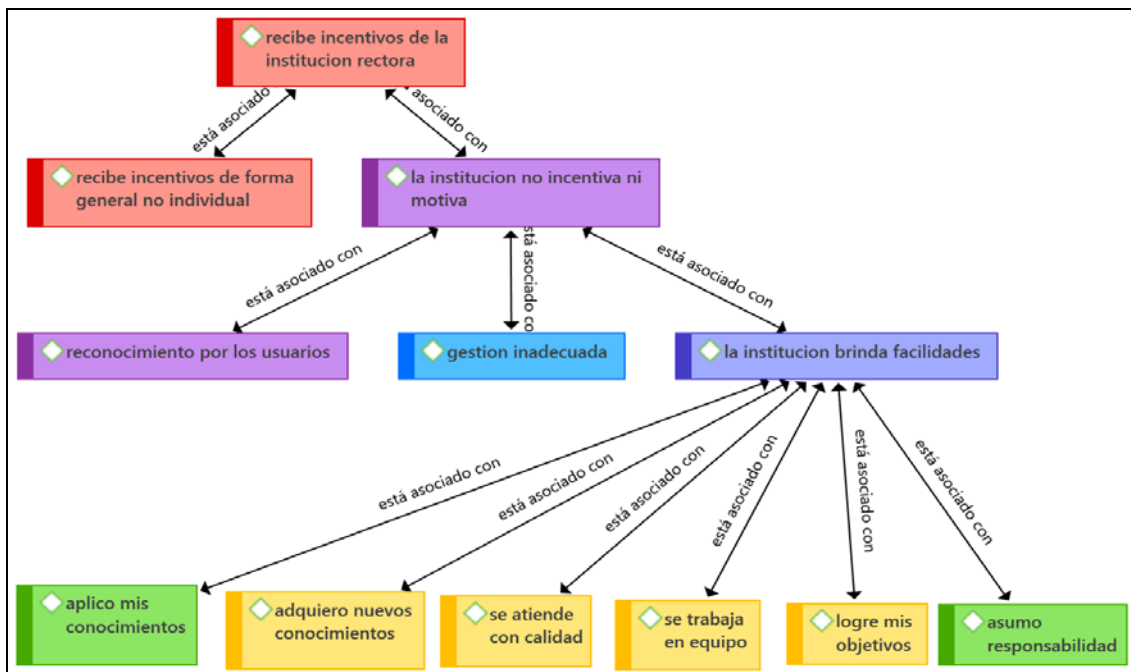 recibe incentivos de la
institucion rectora
está asociado
asociado con
recibe incentivos de forma
general no individual
la institucion no incentiva ni
motiva
está asociado con
está asociado co
está asociado con
reconocimiento por los usuarios
gestion inadecuada
la institucion brinda facilidades
está asociado con
está asociado con
está asociado con
está asociado con
está asociado con
está asociado con
aplico mis
conocimientos
adquiero nuevos
conocimientos
se atiende
con calidad
se trabaja
en equipo
logre mis
objetivos
asumo
responsabilidad